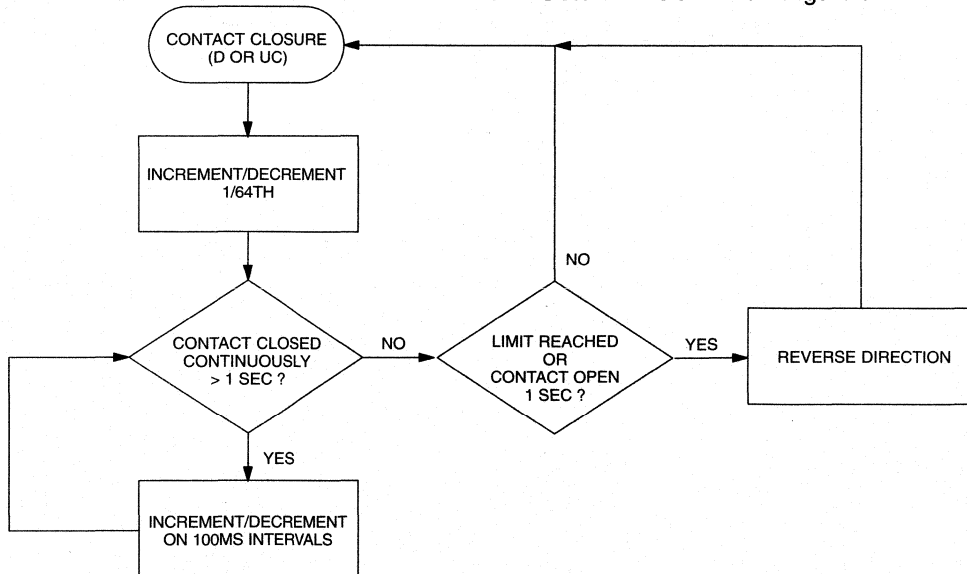 CONTACT CLOSURE
(D OR UC)
INCREMENT/DECREMENT
1/64TH
CONTACT CLOSED
CONTINUOUSLY
> 1 SEC ?
NO
YES
INCREMENT/DECREMENT
ON 100MS INTERVALS
LIMIT REACHED
OR
CONTACT OPEN
1 SEC ?
NO
YES
REVERSE DIRECTION